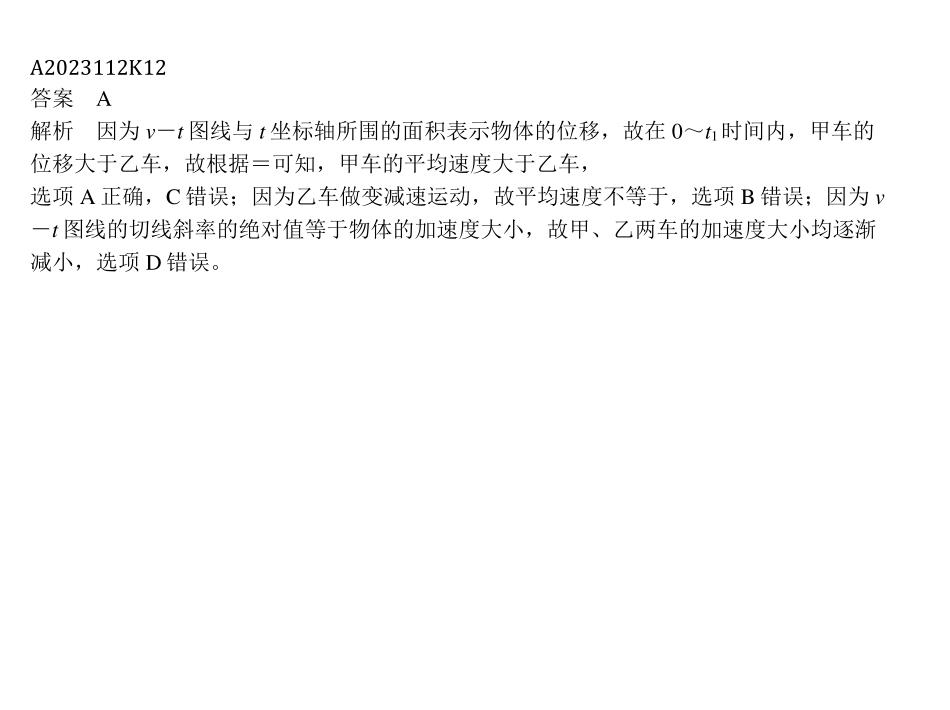 A2023112K12
答案　A
解析　因为 v－t 图线与 t 坐标轴所围的面积表示物体的位移，故在 0～t₁时间内，甲车的
位移大于乙车，故根据＝可知，甲车的平均速度大于乙车，
选项 A 正确，C 错误；因为乙车做变减速运动，故平均速度不等于，选项 B 错误；因为 v
－t 图线的切线斜率的绝对值等于物体的加速度大小，故甲、乙两车的加速度大小均逐渐
减小，选项 D 错误。